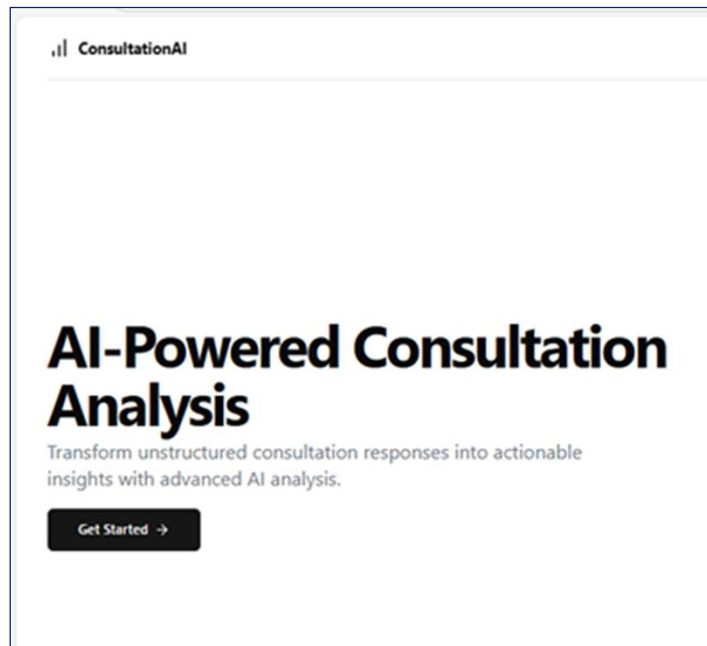 ConsultationAI
AI-Powered Consultation
Analysis
Transform unstructured consultation responses into actionable
insights with advanced AI analysis.
Get Started →